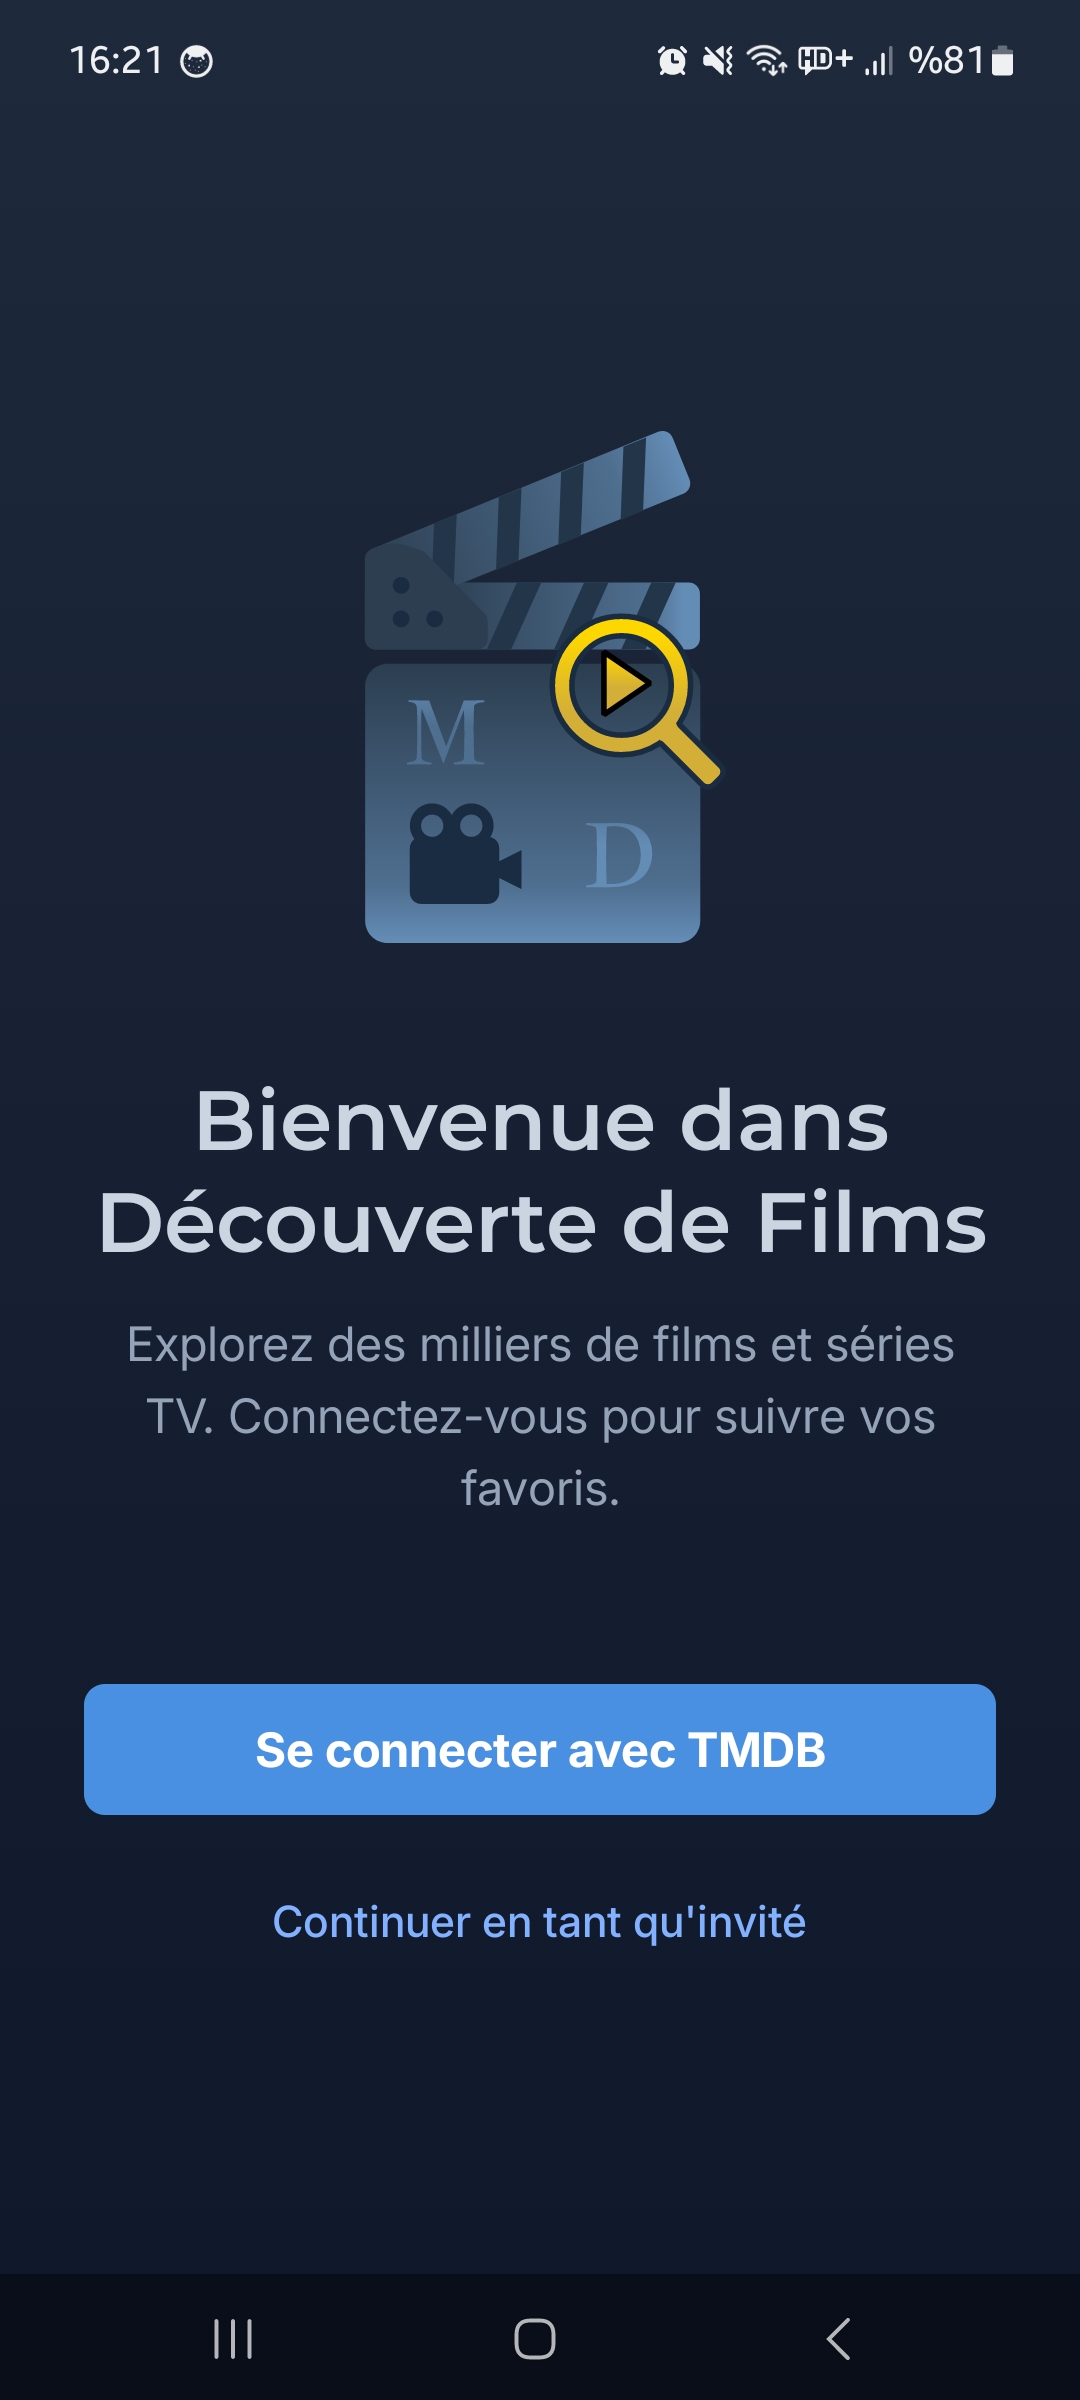 16:21
HD+
%81
M
D
Bienvenue dans
Découverte de Films
Explorez des milliers de films et séries
TV. Connectez-vous pour suivre vos
favoris.
Se connecter avec TMDB
Continuer en tant qu'invité